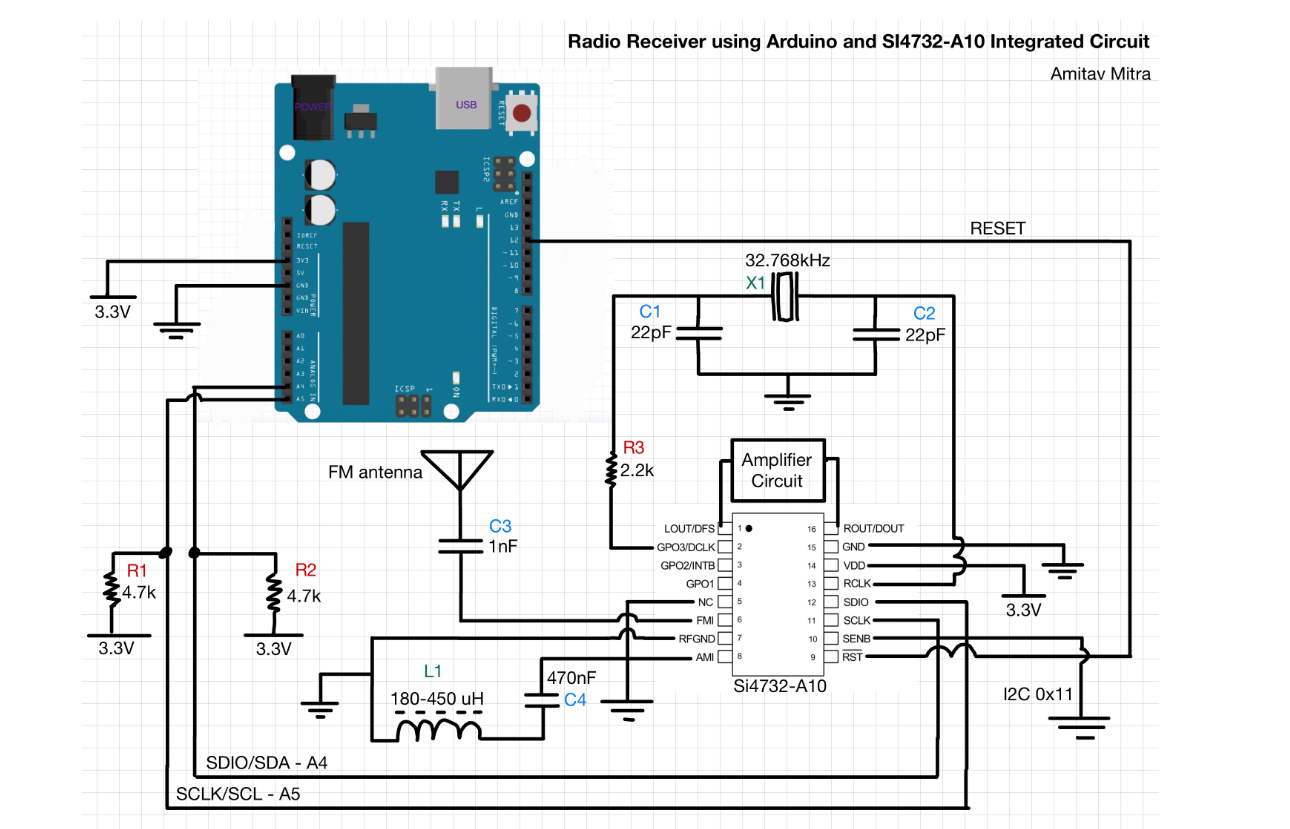 Radio Receiver using Arduino and SI4732-A10 Integrated Circuit
Amitav Mitra
POWER
USB
RESET
ICSP2
AREF
GND
13
12
~11
~10
~9
8
7
~6
~5
4
~3
2
TXD▶1
RXD◀0
DIGITAL (PWM~)
RX
TX
L
ON
ICSP
1
IOREF
RESET
3V3
5V
GND
GND
VIN
POWER
A0
A1
A2
A3
A4
A5
ANALOG IN
RESET
3.3V
32.768kHz
X1
C1
22pF
C2
22pF
FM antenna
R3
2.2k
Amplifier
Circuit
C3
1nF
LOUT/DFS 1 16 ROUT/DOUT
GPO3/DCLK 2 15 GND
GPO2/INTB 3 14 VDD
GPO1 4 13 RCLK
NC 5 12 SDIO
FMI 6 11 SCLK
RFGND 7 10 SENB
AMI 8 9 RST
Si4732-A10
R1
4.7k
3.3V
R2
4.7k
3.3V
3.3V
L1
180-450 uH
470nF
C4
I2C 0x11
SDIO/SDA - A4
SCLK/SCL - A5